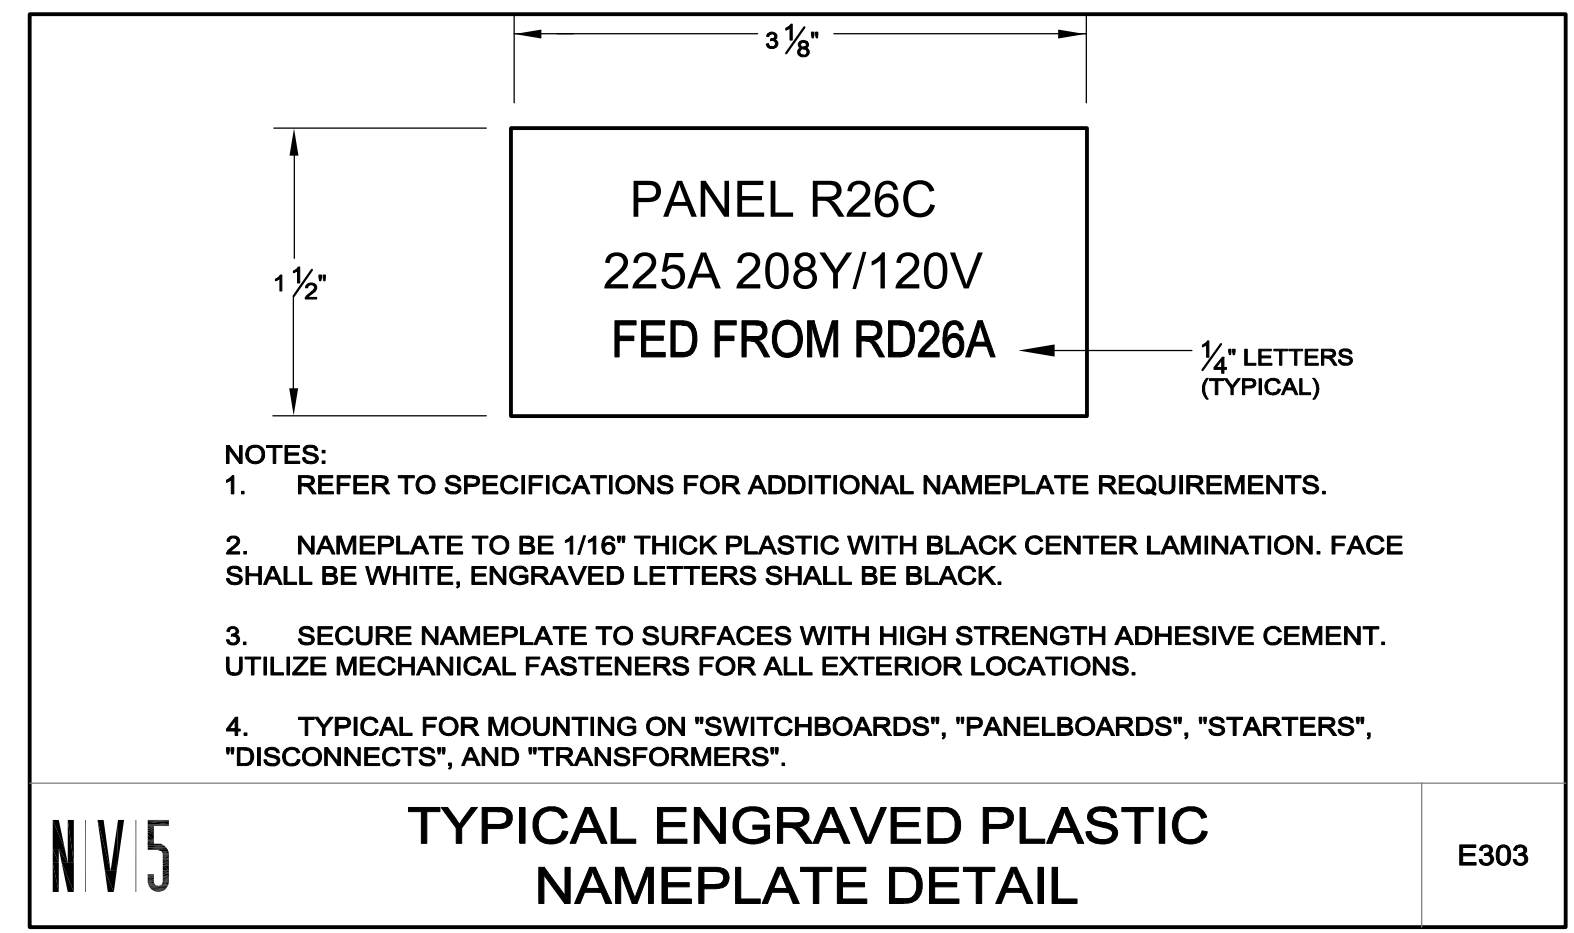 3 1/8"
PANEL R26C
225A 208Y/120V
1 1/2"
FED FROM RD26A
1/4" LETTERS
(TYPICAL)
NOTES:
1. REFER TO SPECIFICATIONS FOR ADDITIONAL NAMEPLATE REQUIREMENTS.
2. NAMEPLATE TO BE 1/16" THICK PLASTIC WITH BLACK CENTER LAMINATION. FACE
SHALL BE WHITE, ENGRAVED LETTERS SHALL BE BLACK.
3. SECURE NAMEPLATE TO SURFACES WITH HIGH STRENGTH ADHESIVE CEMENT.
UTILIZE MECHANICAL FASTENERS FOR ALL EXTERIOR LOCATIONS.
4. TYPICAL FOR MOUNTING ON "SWITCHBOARDS", "PANELBOARDS", "STARTERS",
"DISCONNECTS", AND "TRANSFORMERS".
N|V|5
TYPICAL ENGRAVED PLASTIC
NAMEPLATE DETAIL
E303